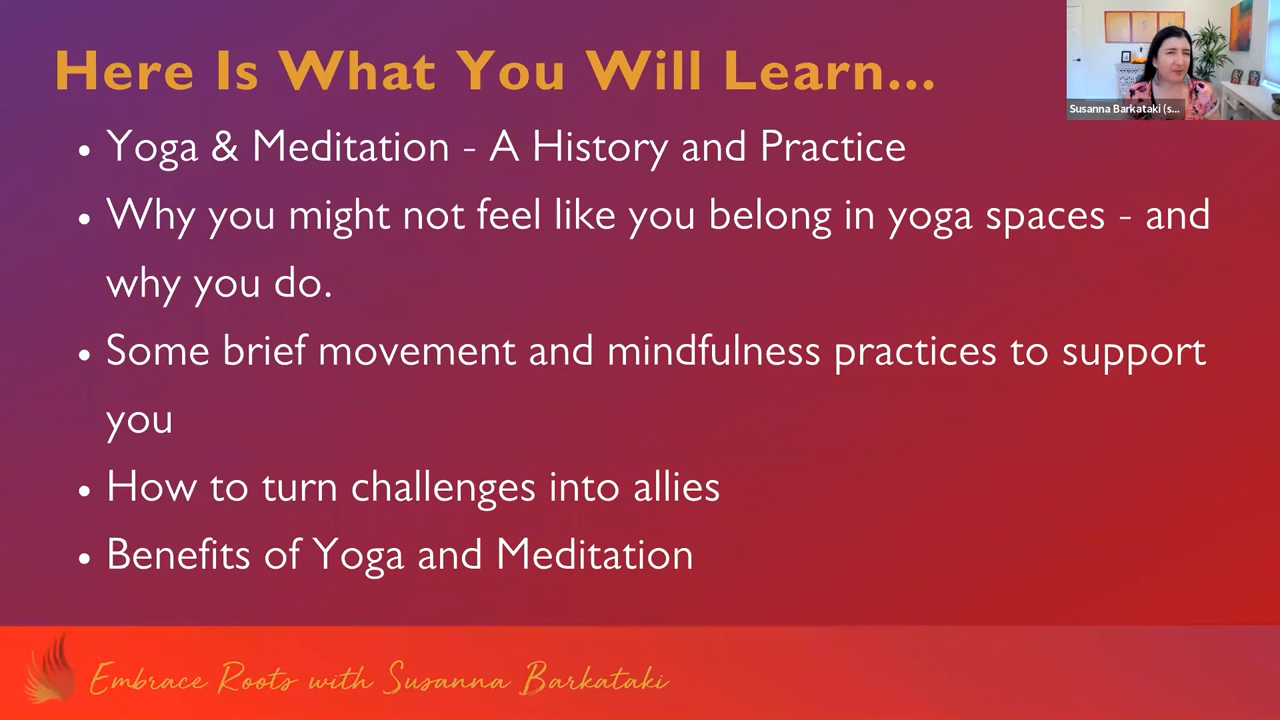 Here Is What You Will Learn...
Susanna Barkataki (s...
• Yoga & Meditation - A History and Practice
• Why you might not feel like you belong in yoga spaces - and
why you do.
• Some brief movement and mindfulness practices to support
you
• How to turn challenges into allies
• Benefits of Yoga and Meditation
Embrace Roots with Susanna Barkataki